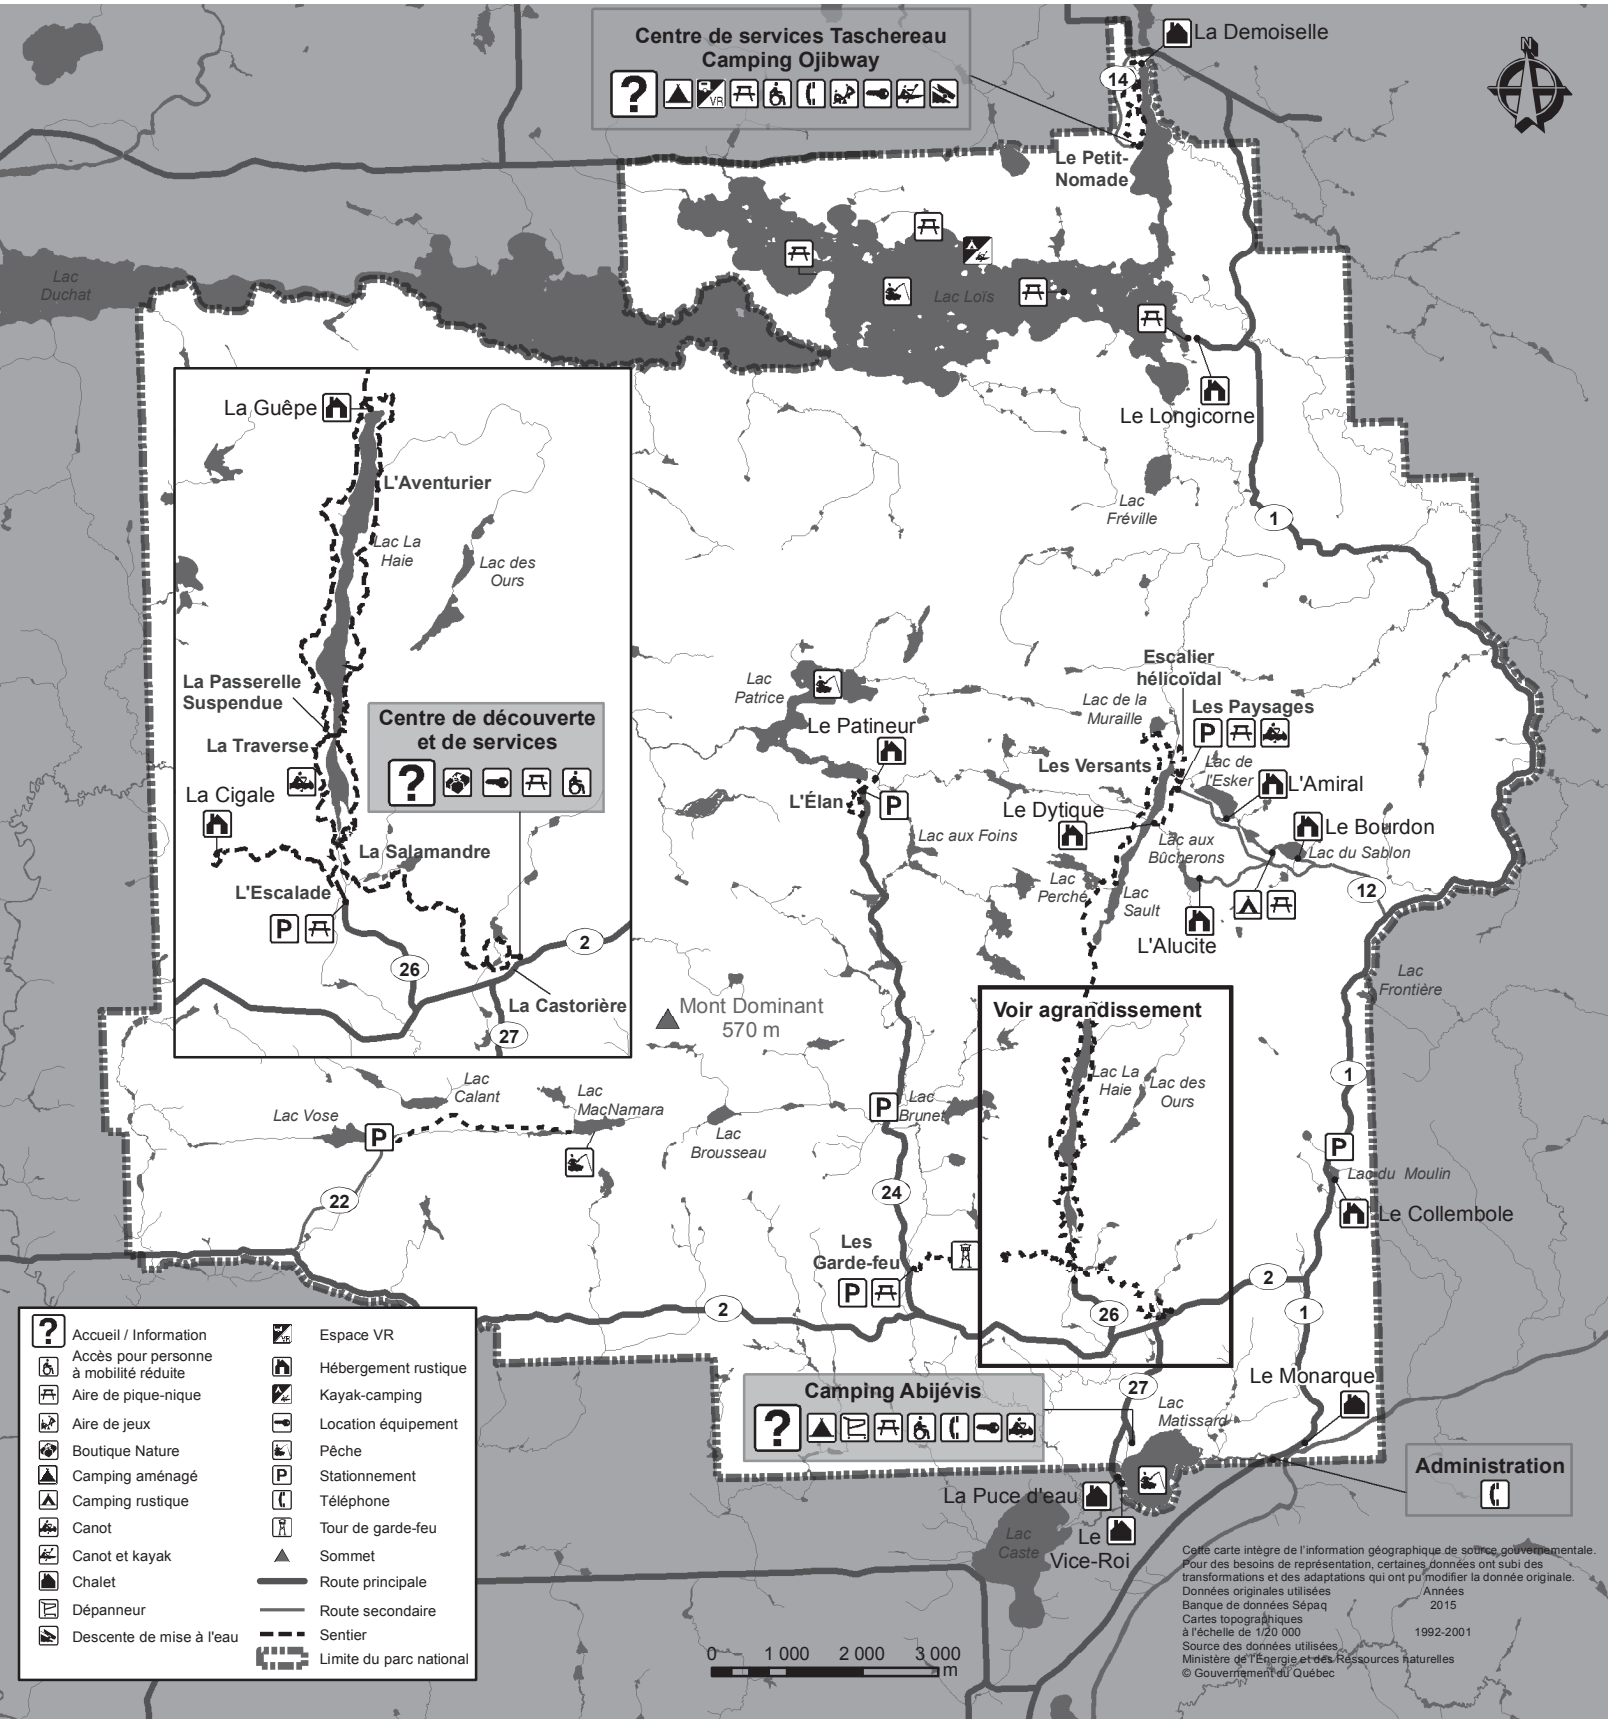 Centre de services Taschereau
Camping Ojibway
?
VR
La Demoiselle
N
14
Le Petit-
Nomade
Lac
Duchat
Lac Loïs
Le Longicorne
La Guêpe
L'Aventurier
Lac La
Haie
Lac des
Ours
Lac
Fréville
1
La Passerelle
Suspendue
La Traverse
La Cigale
Centre de découverte
et de services
?
La Salamandre
L'Escalade
P
2
26
La Castorière
27
Lac
Patrice
Le Patineur
L'Élan
P
Lac aux Foins
Escalier
hélicoïdal
Lac de la
Muraille
Les Paysages
P
Les Versants
Lac de
l'Esker
L'Amiral
Le Dytique
Le Bourdon
Lac aux
Bûcherons
Lac du Sablon
Lac
Perché
Lac
Sault
12
L'Alucite
Lac
Frontière
Mont Dominant
570 m
Voir agrandissement
Lac La
Haie
Lac des
Ours
1
Lac
Calant
Lac
MacNamara
Lac Vose
P
P
Lac
Brunet
Lac
Brousseau
P
Lac du Moulin
22
24
Le Collembole
Les
Garde-feu
P
2
2
26
1
27
Le Monarque
Camping Abijévis
?
Lac
Matissard
Administration
La Puce d'eau
Le
Vice-Roi
Lac
Caste
?
Accueil / Information
Accès pour personne
à mobilité réduite
Aire de pique-nique
Aire de jeux
Boutique Nature
Camping aménagé
Camping rustique
Canot
Canot et kayak
Chalet
Dépanneur
Descente de mise à l'eau
VR
Espace VR
Hébergement rustique
Kayak-camping
Location équipement
Pêche
P
Stationnement
Téléphone
Tour de garde-feu
Sommet
Route principale
Route secondaire
Sentier
Limite du parc national
0 1 000 2 000 3 000
m
Cette carte intègre de l'information géographique de source gouvernementale.
Pour des besoins de représentation, certaines données ont subi des
transformations et des adaptations qui ont pu modifier la donnée originale.
Données originales utilisées Années
Banque de données Sépaq 2015
Cartes topographiques
à l'échelle de 1/20 000 1992-2001
Source des données utilisées
Ministère de l'Énergie et des Ressources naturelles
© Gouvernement du Québec